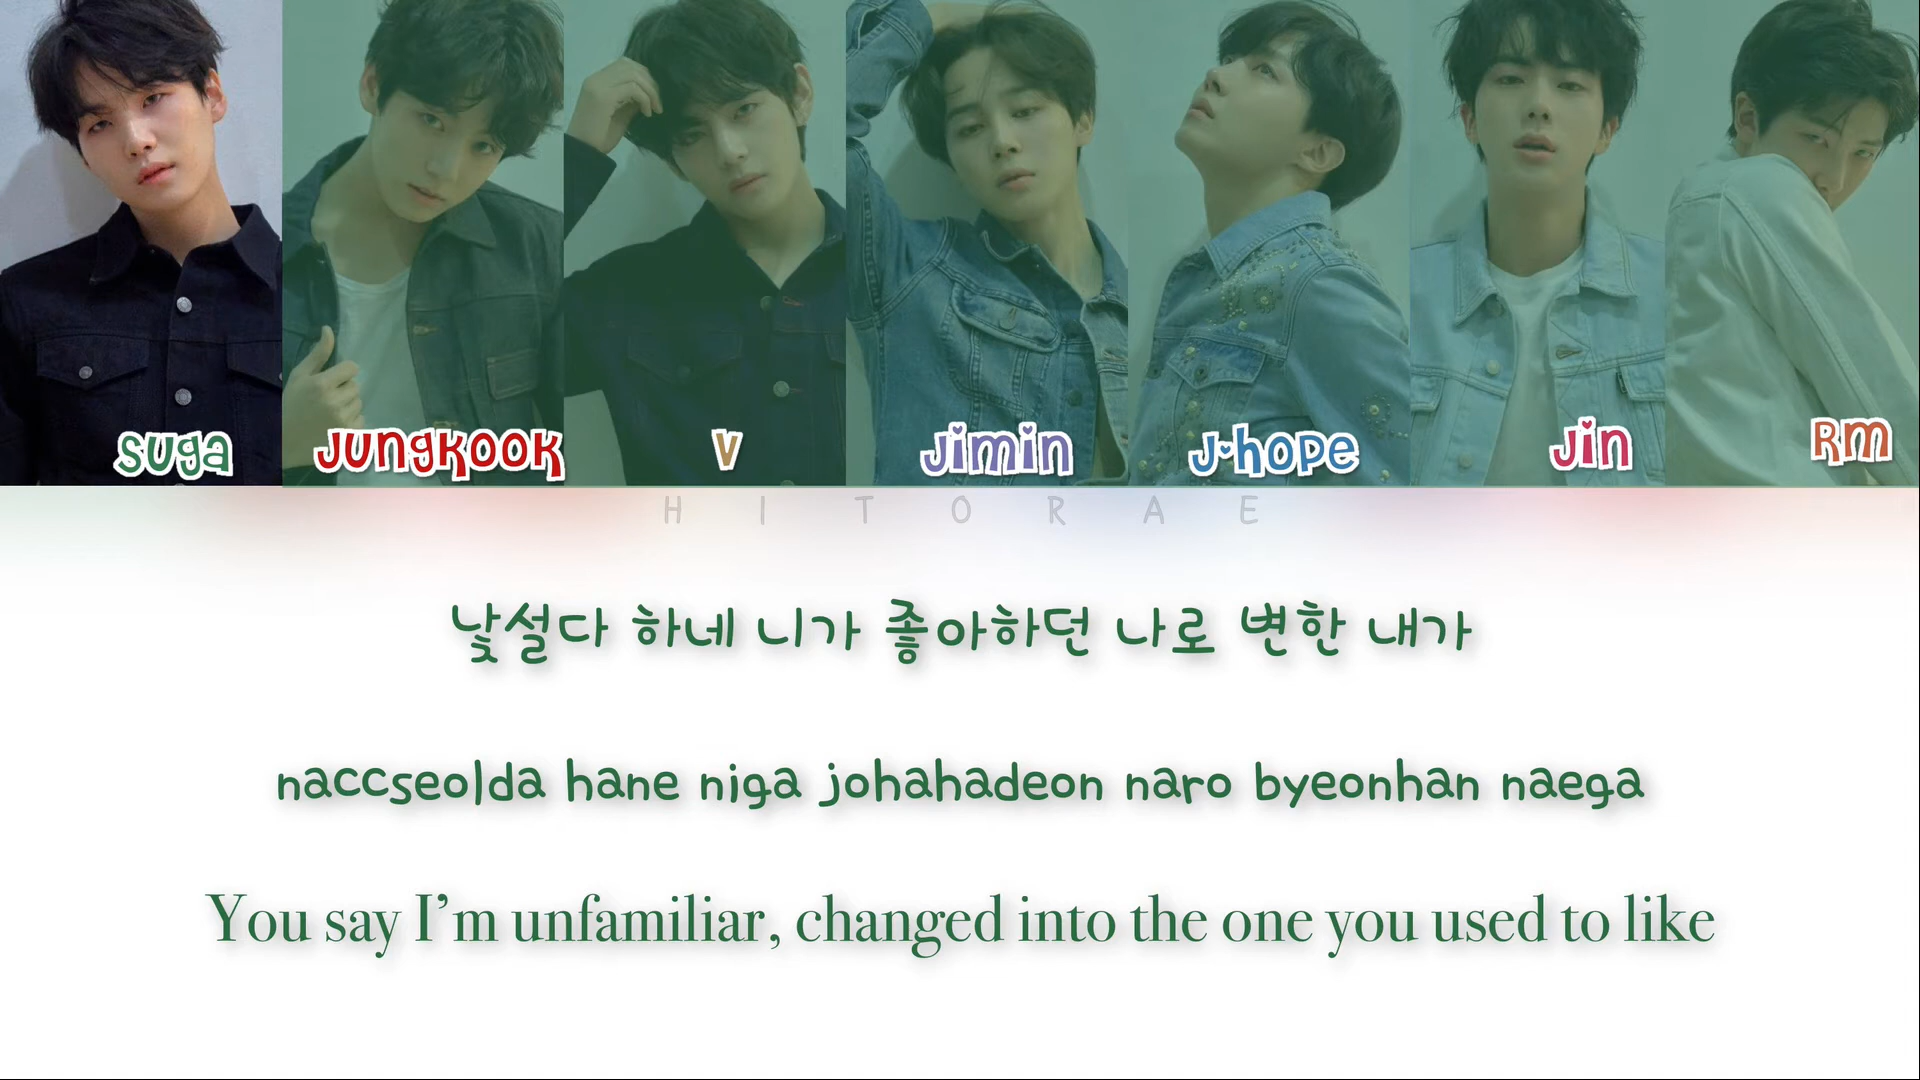 suga JUNGKOOK V Jimin J-hope Jin RM
HITORAE
낯설다 하네 니가 좋아하던 나로 변한 내가
naccseolda hane niga johahadeon naro byeonhan naega
You say I’m unfamiliar, changed into the one you used to like